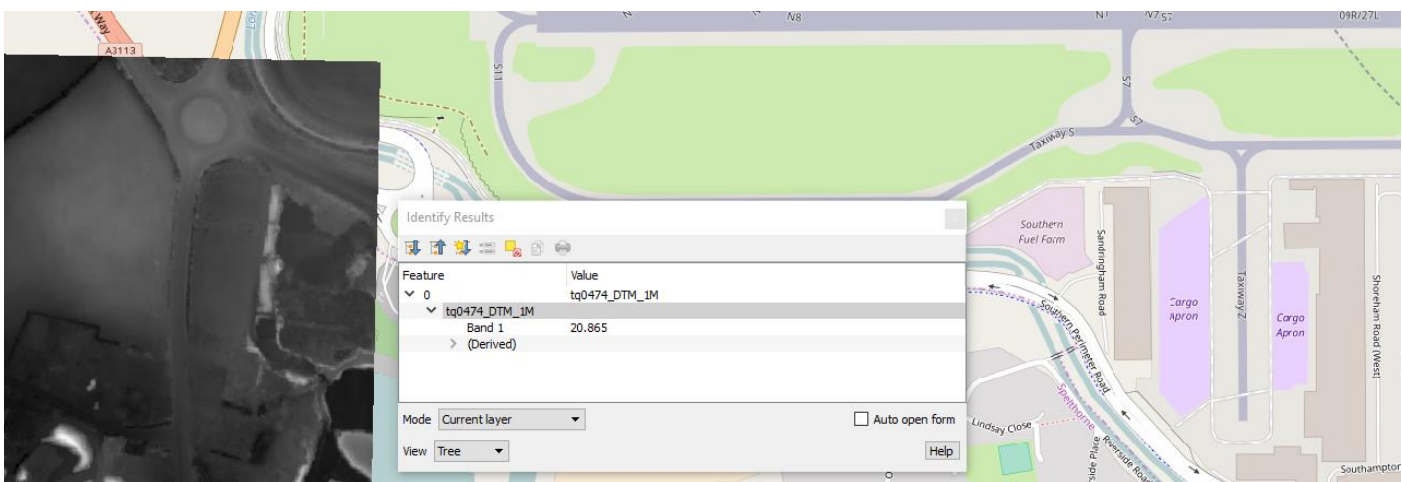 Way
A3113
N8
N1
N7
S7
09R/27L
S11
S7
S7
Taxiway S
Identify Results
Feature Value
0 tq0474_DTM_1M
tq0474_DTM_1M
Band 1 20.865
(Derived)
Mode Current layer Auto open form
View Tree Help
Southern
Fuel Farm
Sandringham Road
Cargo
Apron
Taxiway Z
Cargo
Apron
Shoreham Road (West)
Southern Perimeter Road
Spelthorne
Lindsay Close
Riverside Road
Southampton